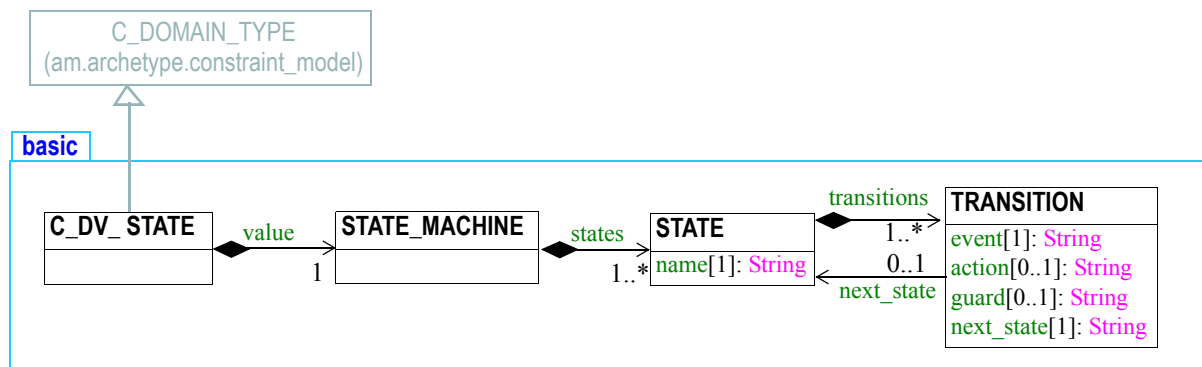 C_DOMAIN_TYPE
(am.archetype.constraint_model)
basic
C_DV_ STATE
value
1
STATE_MACHINE
states
1..*
STATE
name[1]: String
transitions
1..*
0..1
next_state
TRANSITION
event[1]: String
action[0..1]: String
guard[0..1]: String
next_state[1]: String